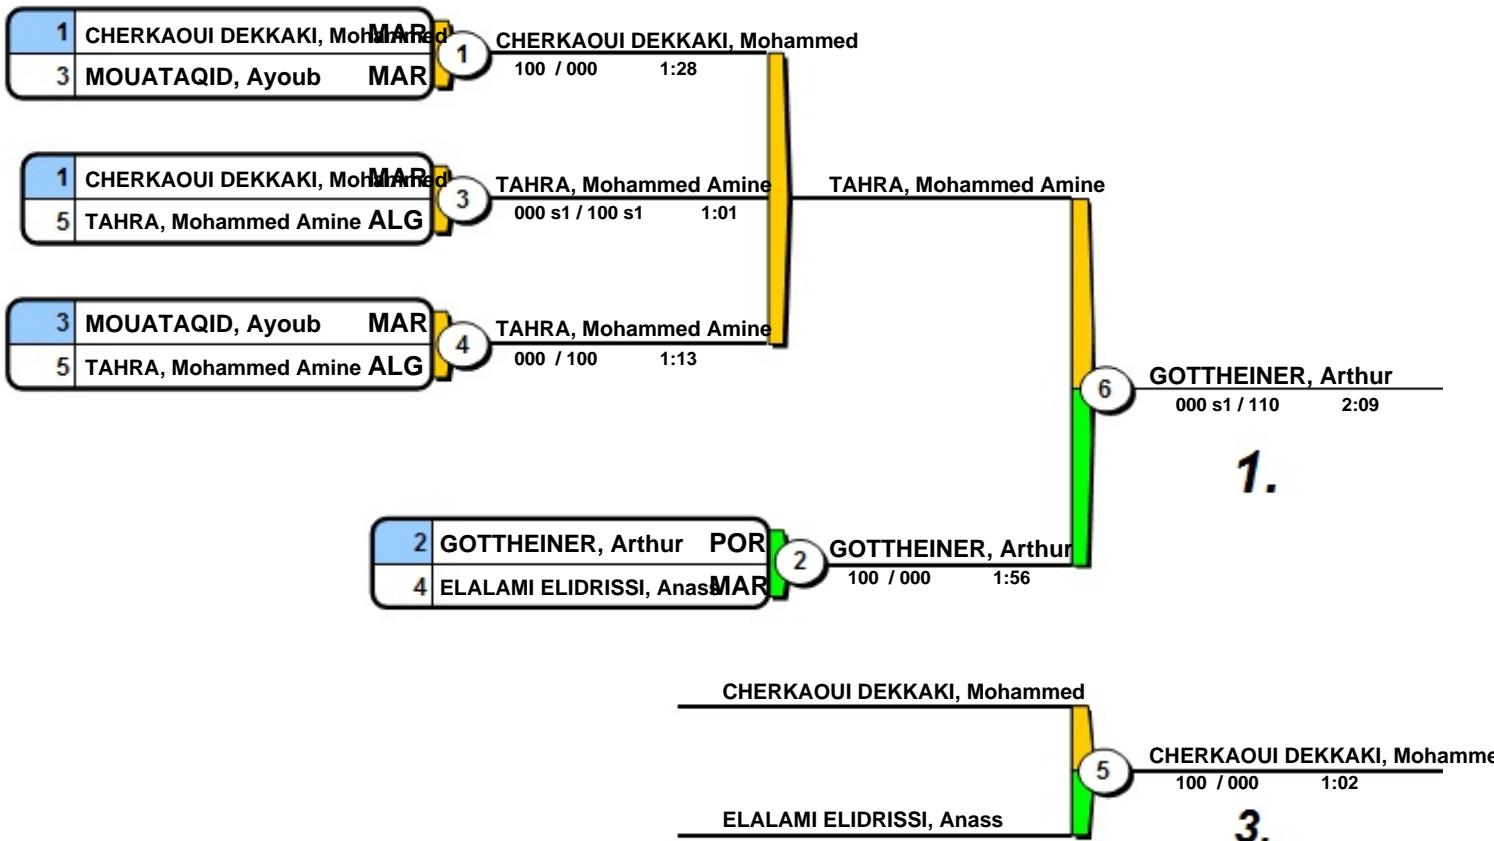 1 CHERKAOUI DEKKAKI, Mohammed MAR
3 MOUATAQID, Ayoub MAR
1
CHERKAOUI DEKKAKI, Mohammed
100 / 000 1:28
1 CHERKAOUI DEKKAKI, Mohammed MAR
5 TAHRA, Mohammed Amine ALG
3
TAHRA, Mohammed Amine
000 s1 / 100 s1 1:01
TAHRA, Mohammed Amine
3 MOUATAQID, Ayoub MAR
5 TAHRA, Mohammed Amine ALG
4
TAHRA, Mohammed Amine
000 / 100 1:13
6
GOTTHEINER, Arthur
000 s1 / 110 2:09
1.
2 GOTTHEINER, Arthur POR
4 ELALAMI ELIDRISSI, Anass MAR
2
GOTTHEINER, Arthur
100 / 000 1:56
CHERKAOUI DEKKAKI, Mohammed
5
CHERKAOUI DEKKAKI, Mohamme
100 / 000 1:02
ELALAMI ELIDRISSI, Anass
3.